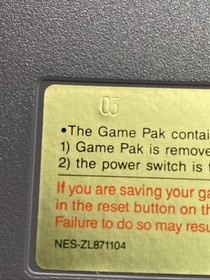 05
•The Game Pak contai
1) Game Pak is remove
2) the power switch is t
If you are saving your ga
in the reset button on th
Failure to do so may resu
NES-ZL871104